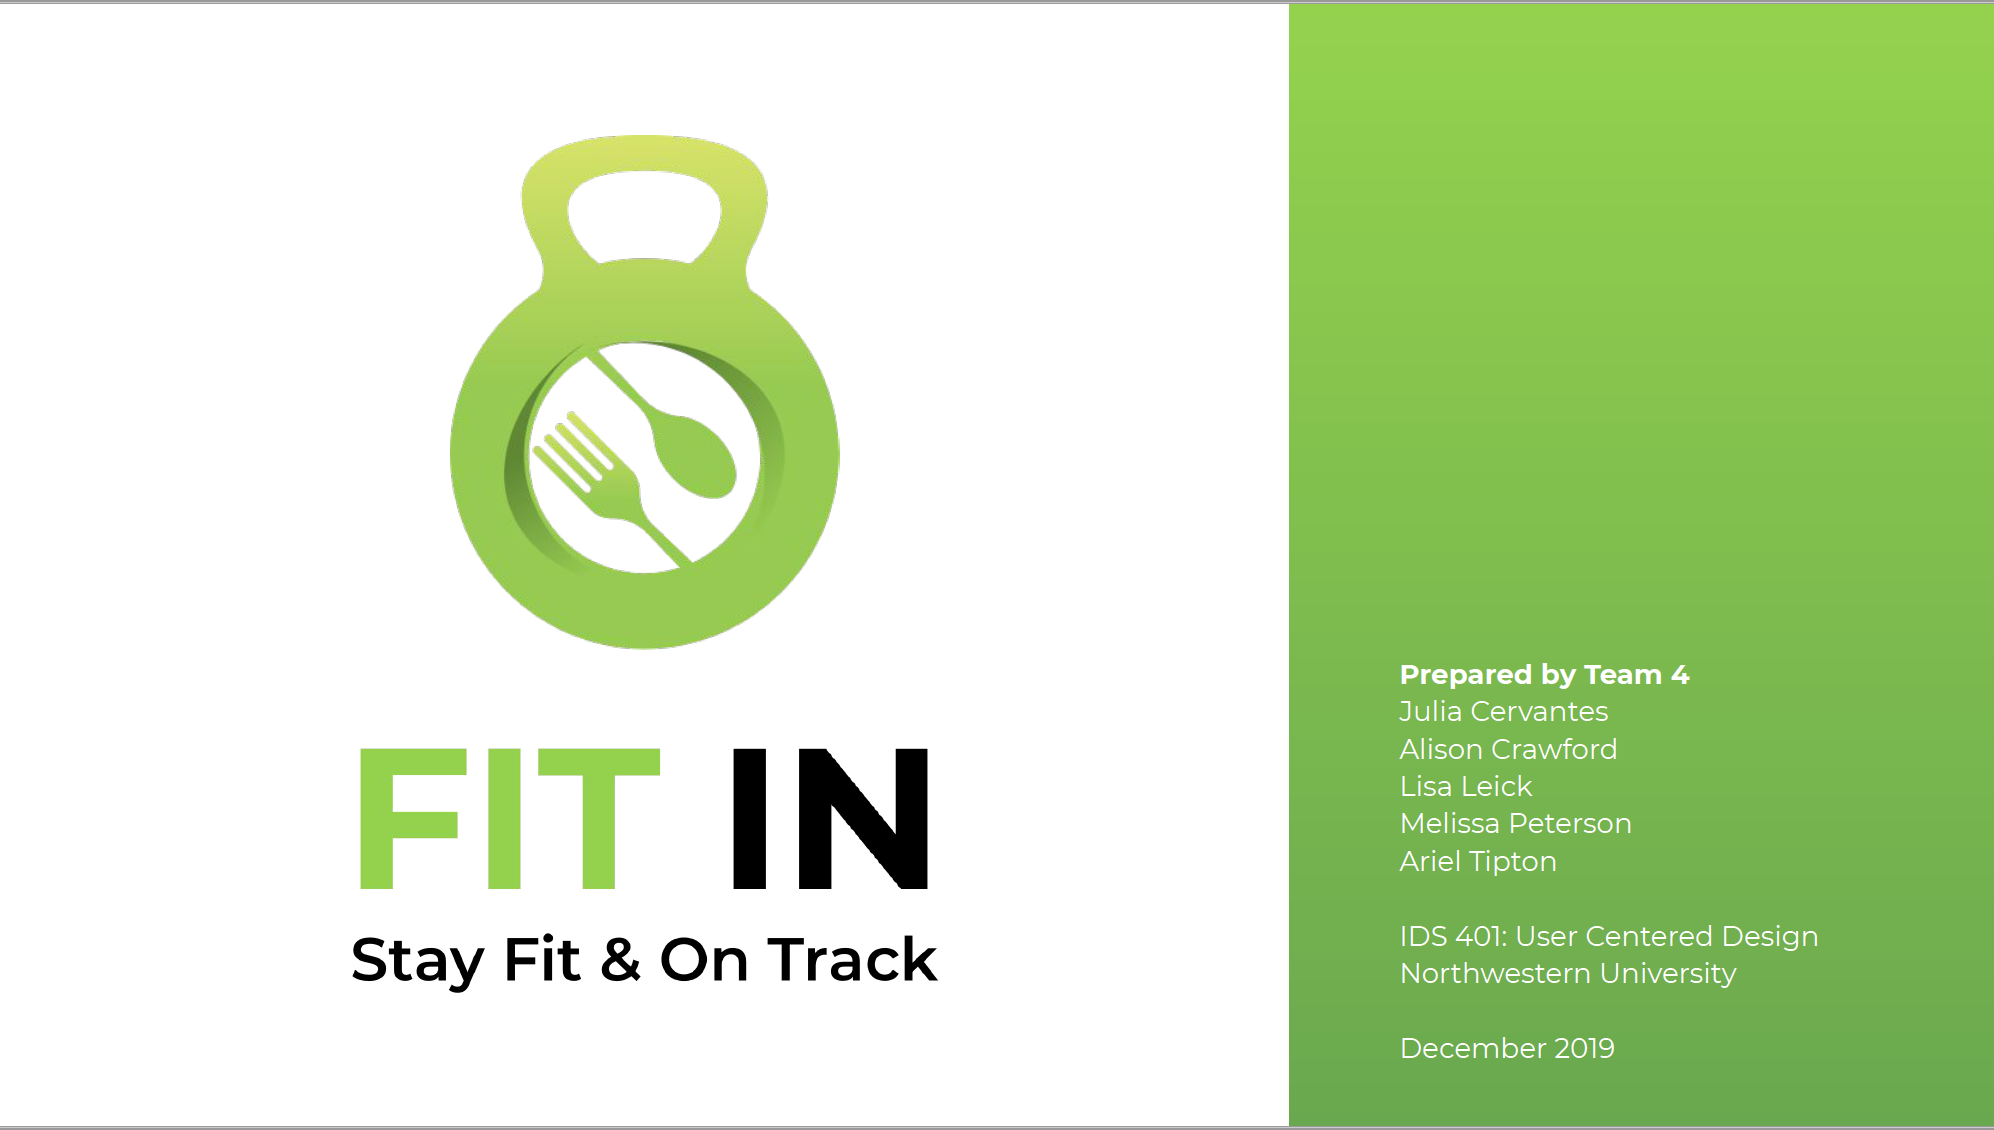 FIT IN
Stay Fit & On Track
Prepared by Team 4
Julia Cervantes
Alison Crawford
Lisa Leick
Melissa Peterson
Ariel Tipton
IDS 401: User Centered Design
Northwestern University
December 2019